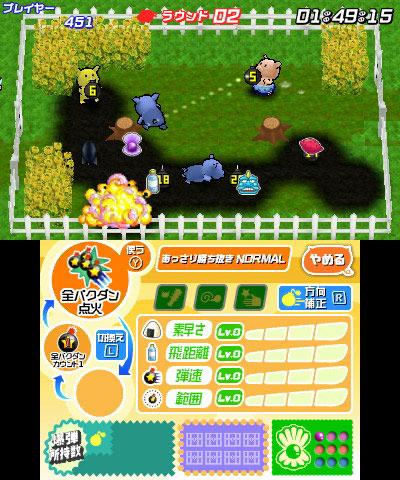 プレイヤー
451
ラウンド 02
01:49:15
6
5
18
2
使う
Y
あっさり勝ち抜き NORMAL
やめる
全バクダン
点火
方向
補正 R
切換え
L
全バクダン
カウント1
素早さ Lv.0
飛距離 Lv.0
弾速 Lv.0
範囲 Lv.0
爆弾
所持数